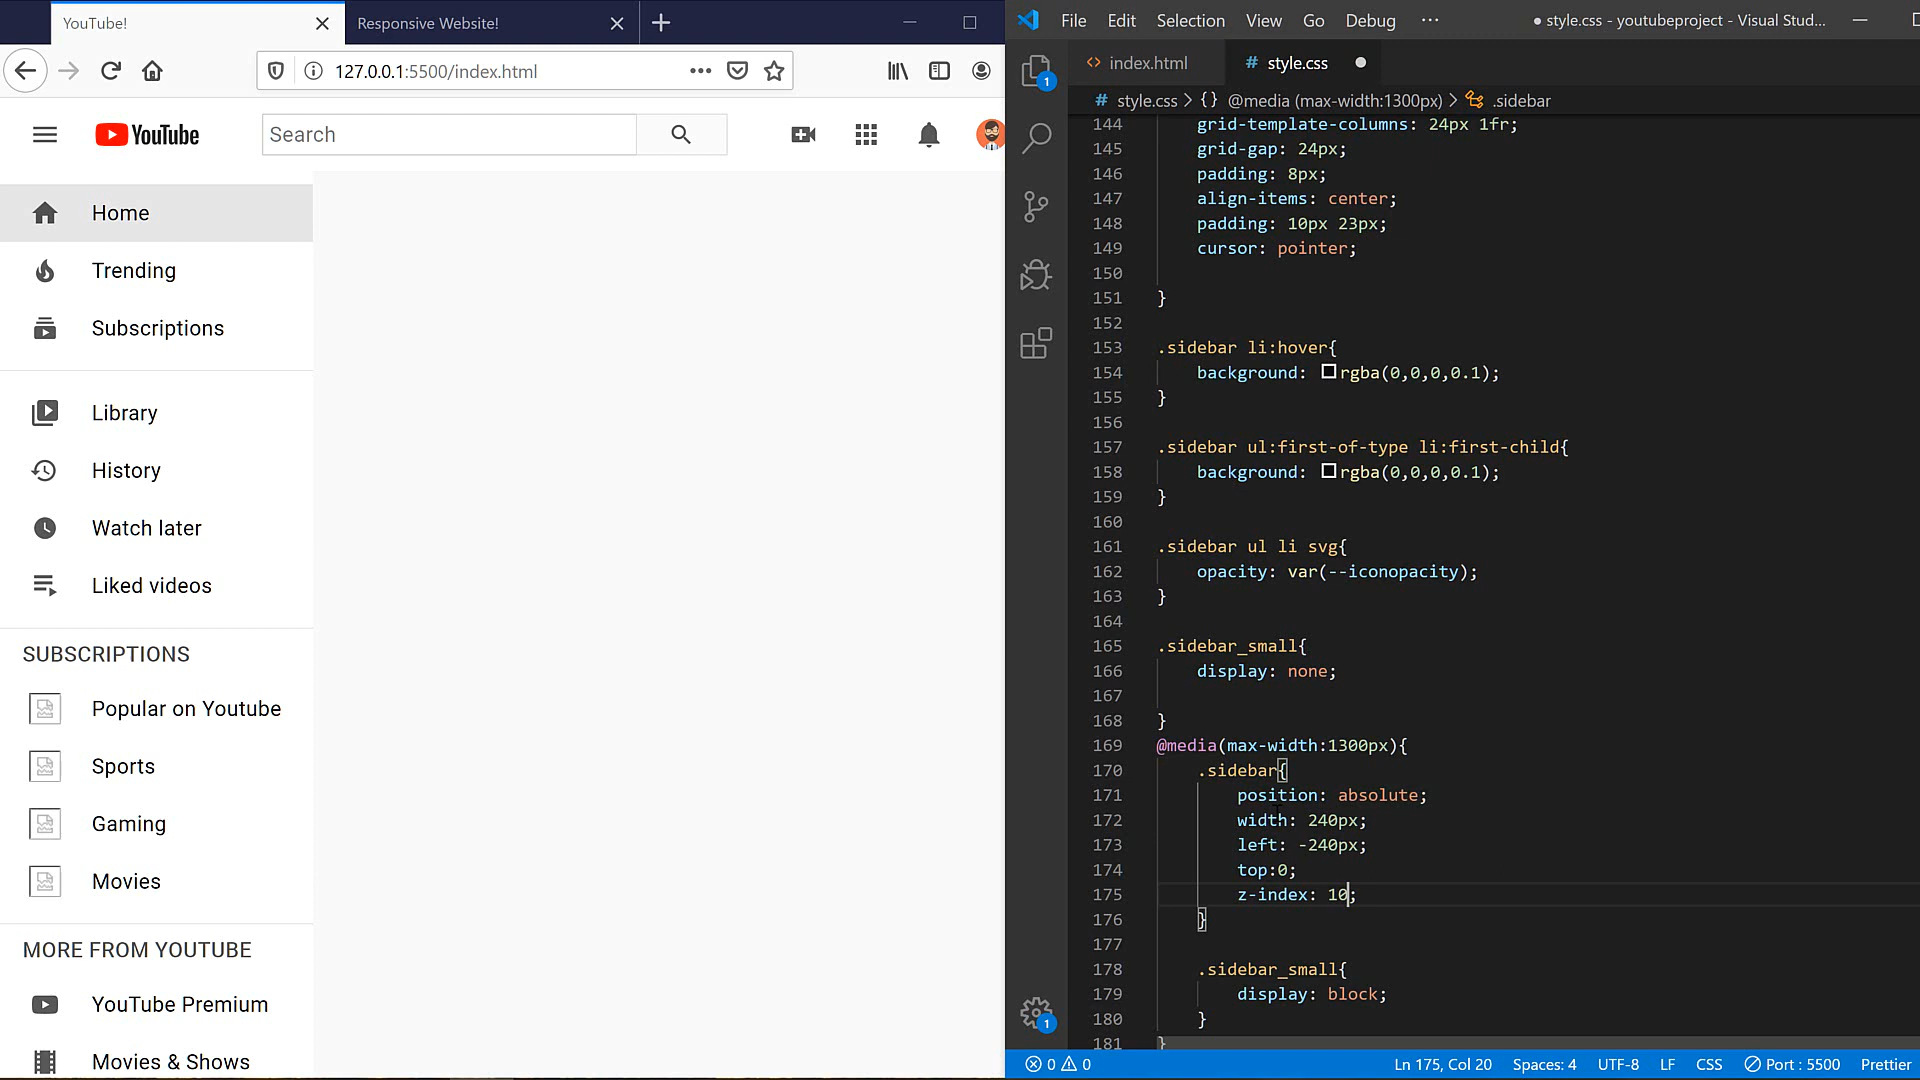 YouTube!
Responsive Website!
127.0.0.1:5500/index.html
YouTube
Search
Home
Trending
Subscriptions
Library
History
Watch later
Liked videos
SUBSCRIPTIONS
Popular on Youtube
Sports
Gaming
Movies
MORE FROM YOUTUBE
YouTube Premium
Movies & Shows
File Edit Selection View Go Debug ···
● style.css - youtubeproject - Visual Stud...
index.html
# style.css
# style.css > {} @media (max-width:1300px) > .sidebar
144 grid-template-columns: 24px 1fr;
145 grid-gap: 24px;
146 padding: 8px;
147 align-items: center;
148 padding: 10px 23px;
149 cursor: pointer;
150
151 }
152
153 .sidebar li:hover{
154 background: rgba(0,0,0,0.1);
155 }
156
157 .sidebar ul:first-of-type li:first-child{
158 background: rgba(0,0,0,0.1);
159 }
160
161 .sidebar ul li svg{
162 opacity: var(--iconopacity);
163 }
164
165 .sidebar_small{
166 display: none;
167
168 }
169 @media(max-width:1300px){
170 .sidebar{
171 position: absolute;
172 width: 240px;
173 left: -240px;
174 top:0;
175 z-index: 10;
176 }
177
178 .sidebar_small{
179 display: block;
180 }
181 }
1
1
0 0
Ln 175, Col 20 Spaces: 4 UTF-8 LF CSS Port : 5500 Prettier